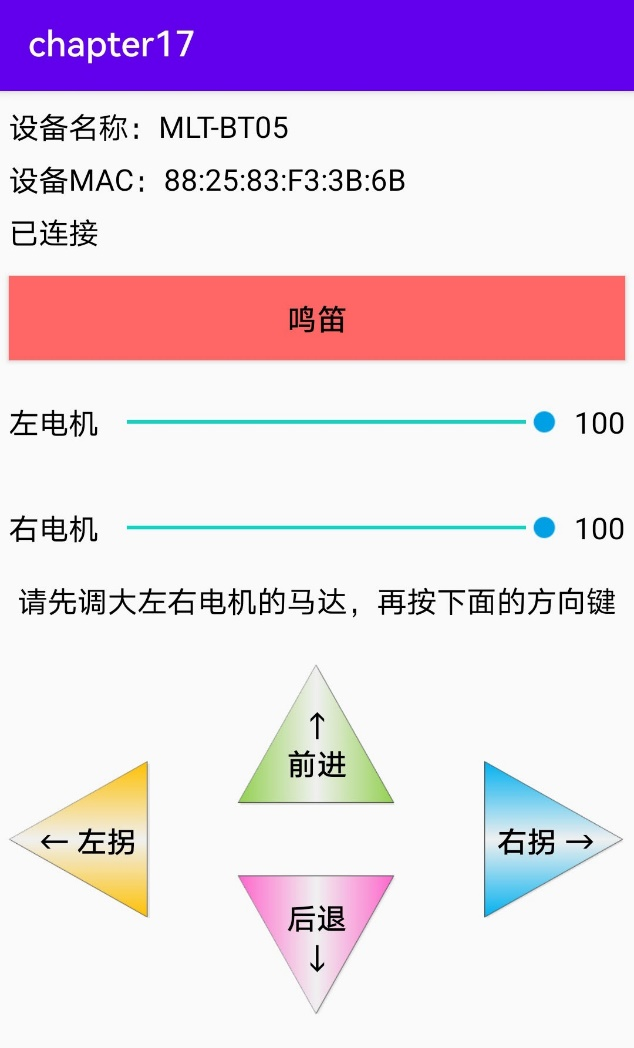 chapter17
设备名称：MLT-BT05
设备MAC：88:25:83:F3:3B:6B
已连接
鸣笛
左电机 100
右电机 100
请先调大左右电机的马达，再按下面的方向键
↑
前进
← 左拐
右拐 →
后退
↓